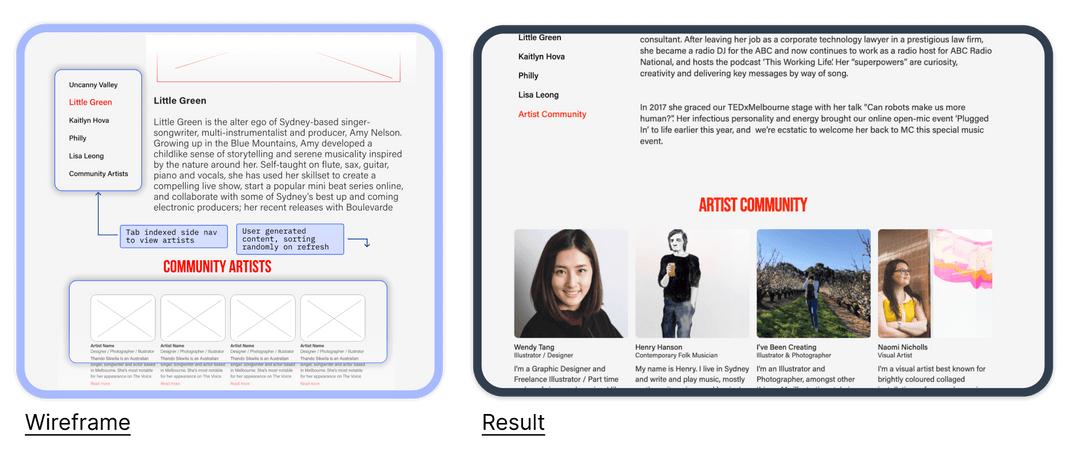 Uncanny Valley
Little Green
Kaitlyn Hova
Philly
Lisa Leong
Community Artists
Little Green
Little Green is the alter ego of Sydney-based singer-
songwriter, multi-instrumentalist and producer, Amy Nelson.
Growing up in the Blue Mountains, Amy developed a
childlike sense of storytelling and serene musicality inspired
by the nature around her. Self-taught on flute, sax, guitar,
piano and vocals, she has used her skillset to create a
compelling live show, start a popular mini beat series online,
and collaborate with some of Sydney's best up and coming
electronic producers; her recent releases with Boulevarde
Tab indexed side nav
to view artists
User generated
content, sorting
randomly on refresh
COMMUNITY ARTISTS
Artist Name
Designer / Photographer / Illustrator
Thando Sikwila is an Australian
singer, songwriter and actor based
in Melbourne. She's most notable
for her appearance on The Voice
Read more
Artist Name
Designer / Photographer / Illustrator
Thando Sikwila is an Australian
singer, songwriter and actor based
in Melbourne. She's most notable
for her appearance on The Voice
Read more
Artist Name
Designer / Photographer / Illustrator
Thando Sikwila is an Australian
singer, songwriter and actor based
in Melbourne. She's most notable
for her appearance on The Voice
Read more
Artist Name
Designer / Photographer / Illustrator
Thando Sikwila is an Australian
singer, songwriter and actor based
in Melbourne. She's most notable
for her appearance on The Voice
Read more
Wireframe
Little Green
Kaitlyn Hova
Philly
Lisa Leong
Artist Community
consultant. After leaving her job as a corporate technology lawyer in a prestigious law firm,
she became a radio DJ for the ABC and now continues to work as a radio host for ABC Radio
National, and hosts the podcast 'This Working Life'. Her "superpowers" are curiosity,
creativity and delivering key messages by way of song.
In 2017 she graced our TEDxMelbourne stage with her talk "Can robots make us more
human?". Her infectious personality and energy brought our online open-mic event 'Plugged
In' to life earlier this year, and we're ecstatic to welcome her back to MC this special music
event.
ARTIST COMMUNITY
Wendy Tang
Illustrator / Designer
I'm a Graphic Designer and
Freelance Illustrator / Part time
Henry Hanson
Contemporary Folk Musician
My name is Henry. I live in Sydney
and write and play music, mostly
I've Been Creating
Illustrator & Photographer
I'm an Illustrator and
Photographer, amongst other
Naomi Nicholls
Visual Artist
I'm a visual artist best known for
brightly coloured collaged
Result